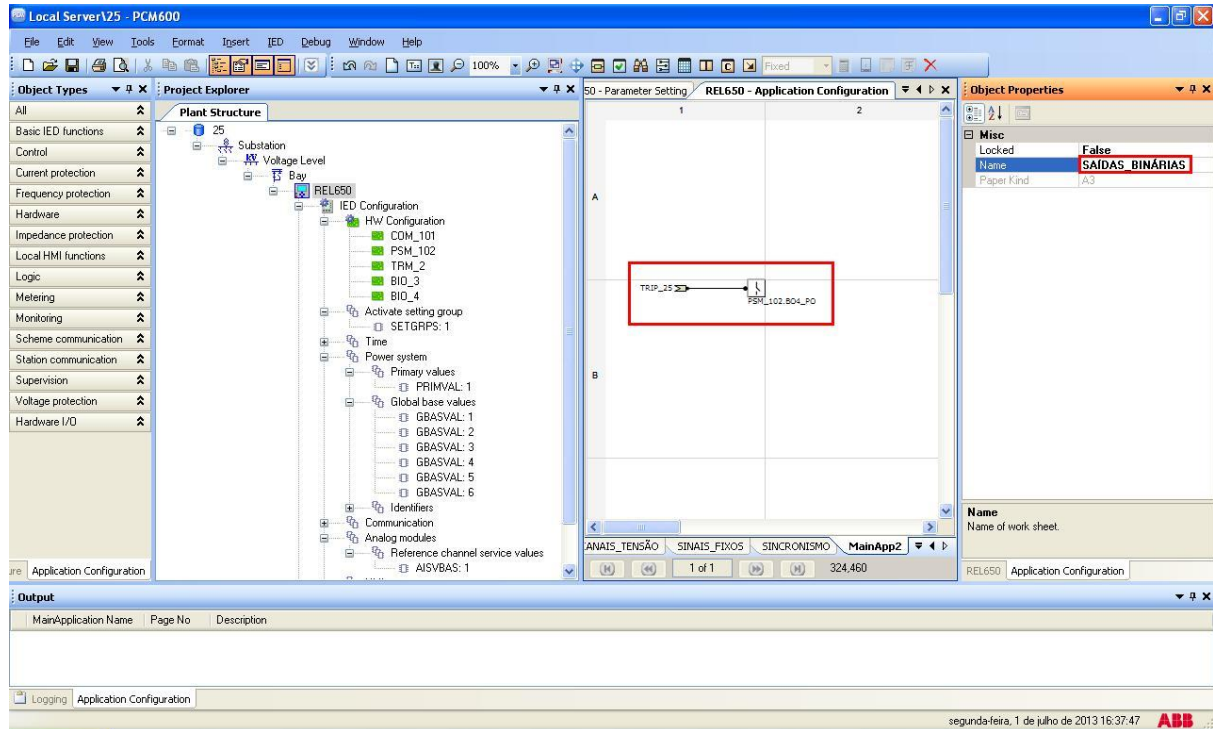 Local Server\25 - PCM600
File Edit View Tools Format Insert IED Debug Window Help
100% Fixed
Object Types
All
Basic IED functions
Control
Current protection
Frequency protection
Hardware
Impedance protection
Local HMI functions
Logic
Metering
Monitoring
Scheme communication
Station communication
Supervision
Voltage protection
Hardware I/O
ure Application Configuration
Project Explorer
Plant Structure
25
Substation
Voltage Level
Bay
REL650
IED Configuration
HW Configuration
COM_101
PSM_102
TRM_2
BIO_3
BIO_4
Activate setting group
SETGRPS: 1
Time
Power system
Primary values
PRIMVAL: 1
Global base values
GBASVAL: 1
GBASVAL: 2
GBASVAL: 3
GBASVAL: 4
GBASVAL: 5
GBASVAL: 6
Identifiers
Communication
Analog modules
Reference channel service values
AISVBAS: 1
50 - Parameter Setting REL650 - Application Configuration
1 2
A
TRIP_25
PSM_102.BO4_PO
B
ANAIS_TENSÃO SINAIS_FIXOS SINCRONISMO MainApp2
1 of 1 324,460
Object Properties
Misc
Locked False
Name SAÍDAS_BINÁRIAS
Paper Kind A3
Name
Name of work sheet.
REL650 Application Configuration
Output
MainApplication Name Page No Description
Logging Application Configuration
segunda-feira, 1 de julho de 2013 16:37:47 ABB